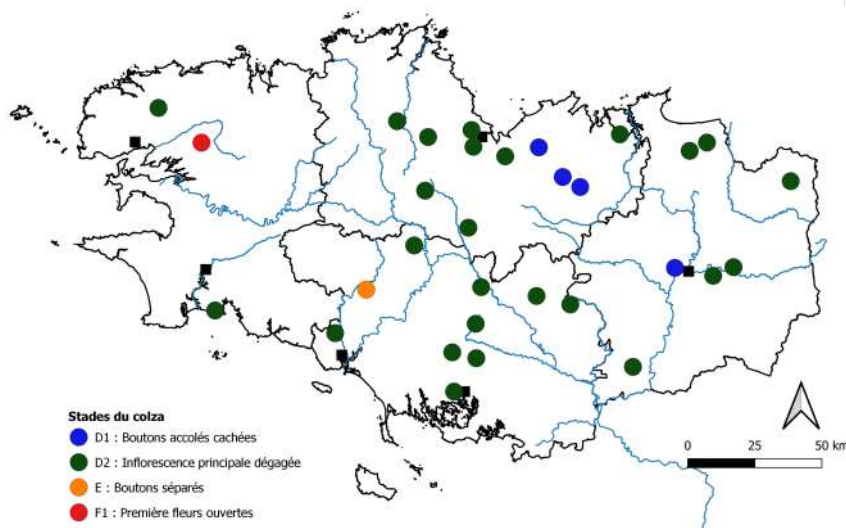 Stades du colza
D1 : Boutons accolés cachées
D2 : Inflorescence principale dégagée
E : Boutons séparés
F1 : Première fleurs ouvertes
0 25 50 km